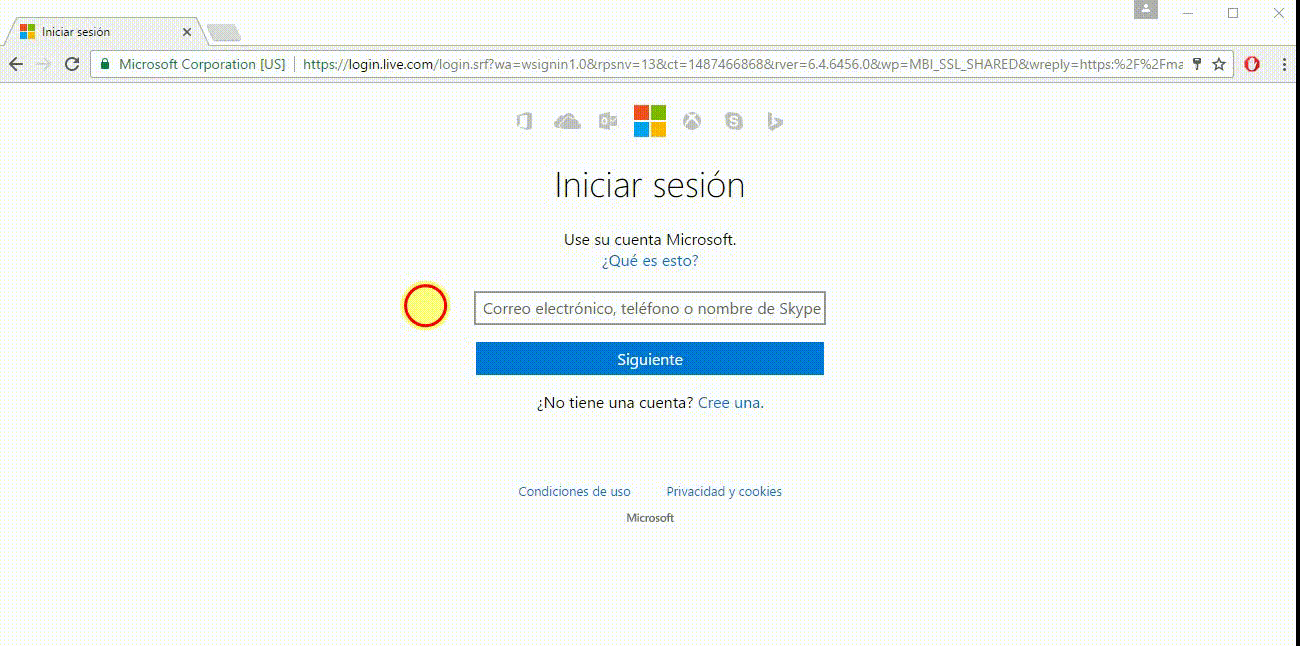 Iniciar sesión
Microsoft Corporation [US] https://login.live.com/login.srf?wa=wsignin1.0&rpsnv=13&ct=1487466868&rver=6.4.6456.0&wp=MBI_SSL_SHARED&wreply=https:%2F%2Fma
Iniciar sesión
Use su cuenta Microsoft.
¿Qué es esto?
Correo electrónico, teléfono o nombre de Skype
Siguiente
¿No tiene una cuenta? Cree una.
Condiciones de uso Privacidad y cookies
Microsoft